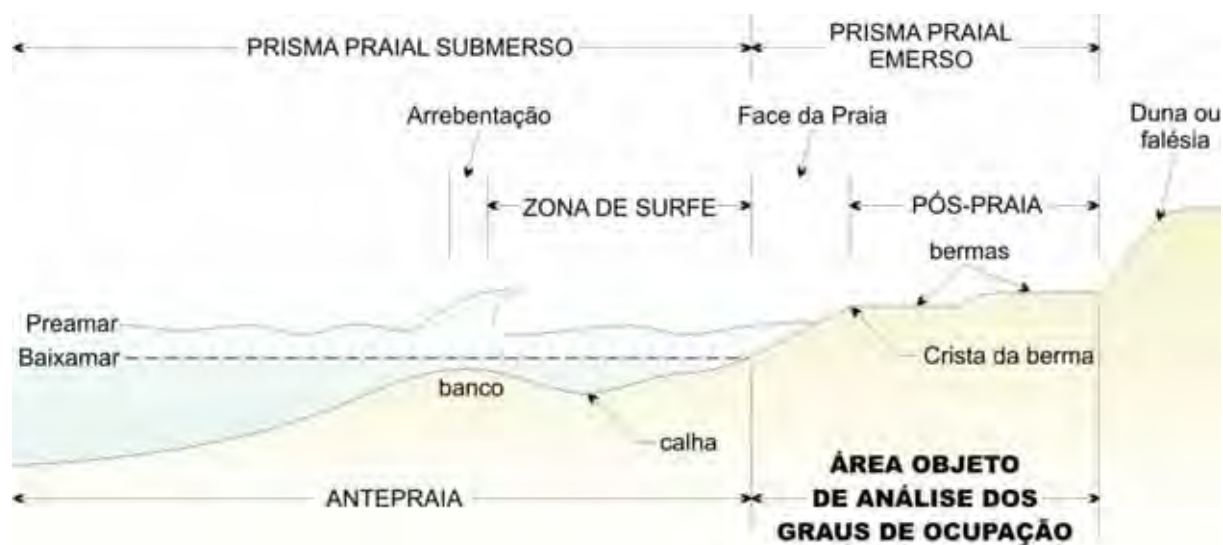 PRISMA PRAIAL SUBMERSO
PRISMA PRAIAL
EMERSO
Arrebentação
Face da Praia
Duna ou
falésia
ZONA DE SURFE
PÓS-PRAIA
bermas
Preamar
Baixamar
Crista da berma
banco
calha
ANTEPRAIA
ÁREA OBJETO
DE ANÁLISE DOS
GRAUS DE OCUPAÇÃO